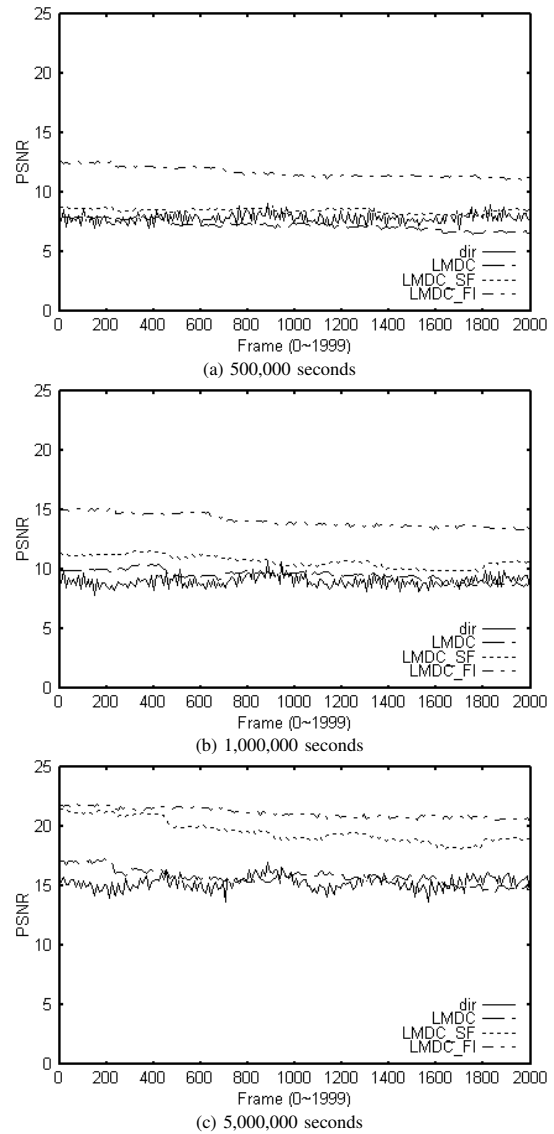 25
20
15
10
5
0
PSNR
dir
LMDC
LMDC_SF
LMDC_FI
0 200 400 600 800 1000 1200 1400 1600 1800 2000
Frame (0~1999)
(a) 500,000 seconds
25
20
15
10
5
0
PSNR
dir
LMDC
LMDC_SF
LMDC_FI
0 200 400 600 800 1000 1200 1400 1600 1800 2000
Frame (0~1999)
(b) 1,000,000 seconds
25
20
15
10
5
0
PSNR
dir
LMDC
LMDC_SF
LMDC_FI
0 200 400 600 800 1000 1200 1400 1600 1800 2000
Frame (0~1999)
(c) 5,000,000 seconds